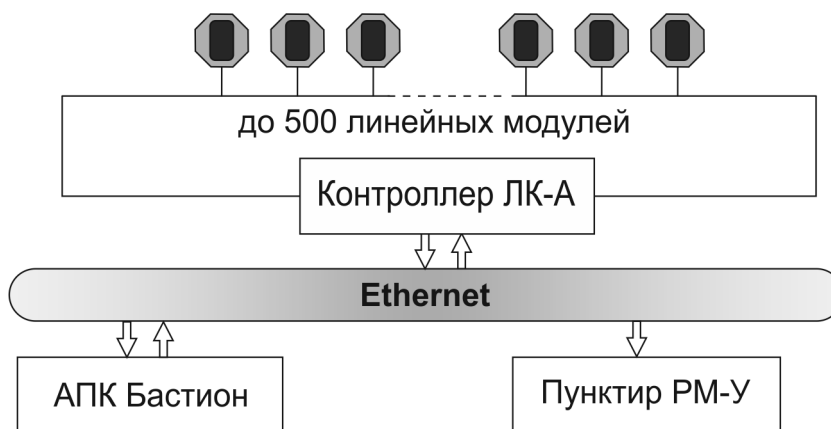 до 500 линейных модулей
Контроллер ЛК-А
Ethernet
АПК Бастион
Пунктир РМ-У